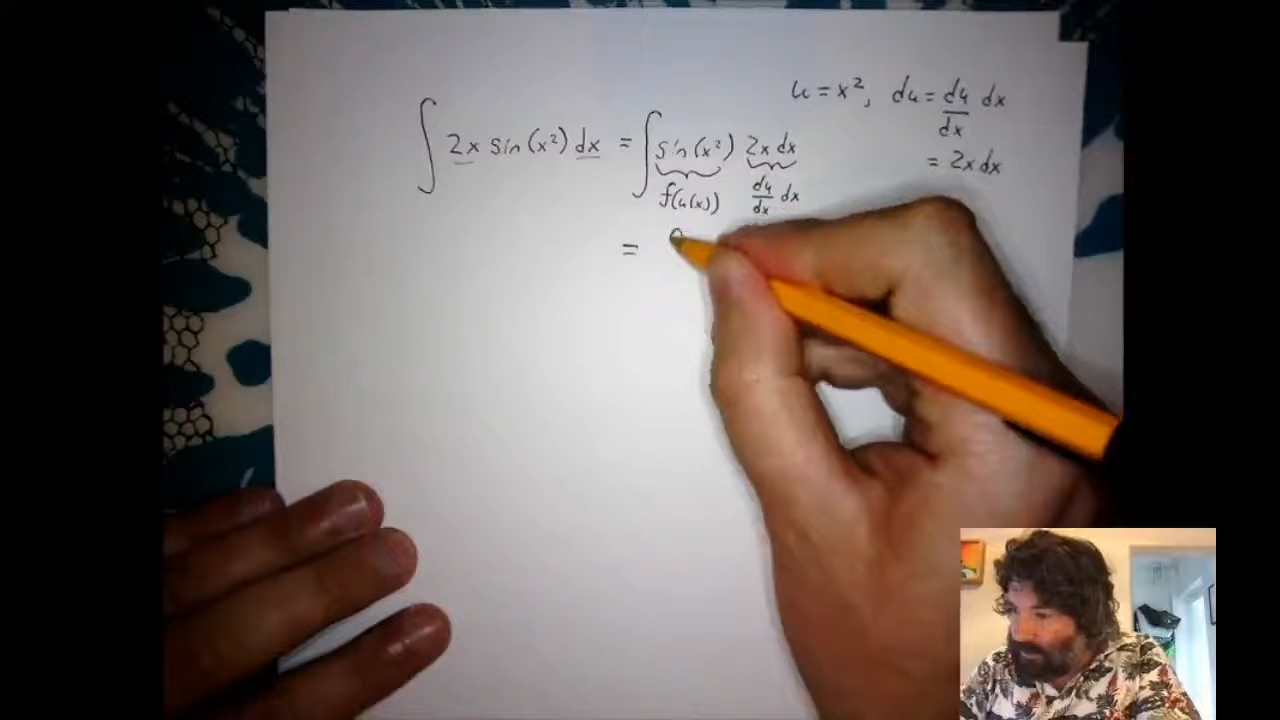 u = x², du = du/dx dx
∫ 2x sin(x²) dx = ∫ sin(x²) 2x dx
= 2x dx
f(u(x)) du/dx dx
=